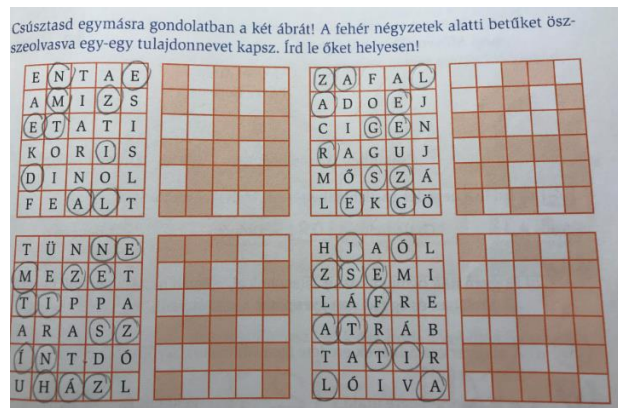 Csúsztasd egymásra gondolatban a két ábrát! A fehér négyzetek alatti betűket ösz-
szeolvasva egy-egy tulajdonnevet kapsz. Írd le őket helyesen!
E N T A E
A M I Z S
E T A T I
K O R I S
D I N O L
F E A L T
Z A F A L
A D O E J
C I G E N
R A G U J
M Ő S Z Á
L E K G Ö
T Ü N N E
M E Z E T
T I P P A
A R A S Z
Í N T D Ó
U H Á Z L
H J A Ó L
Z S E M I
L Á F R E
A T R Á B
T A T I R
L Ó I V A